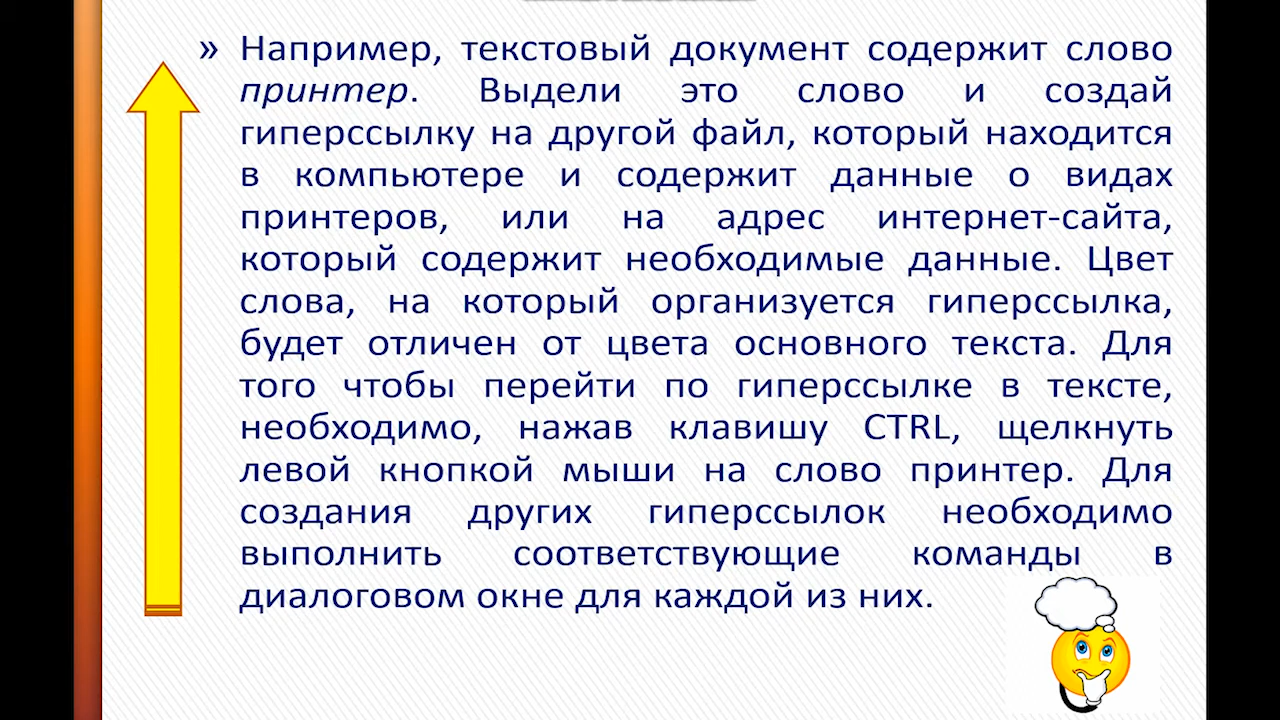 » Например, текстовый документ содержит слово
принтер. Выдели это слово и создай
гиперссылку на другой файл, который находится
в компьютере и содержит данные о видах
принтеров, или на адрес интернет-сайта,
который содержит необходимые данные. Цвет
слова, на который организуется гиперссылка,
будет отличен от цвета основного текста. Для
того чтобы перейти по гиперссылке в тексте,
необходимо, нажав клавишу CTRL, щелкнуть
левой кнопкой мыши на слово принтер. Для
создания других гиперссылок необходимо
выполнить соответствующие команды в
диалоговом окне для каждой из них.